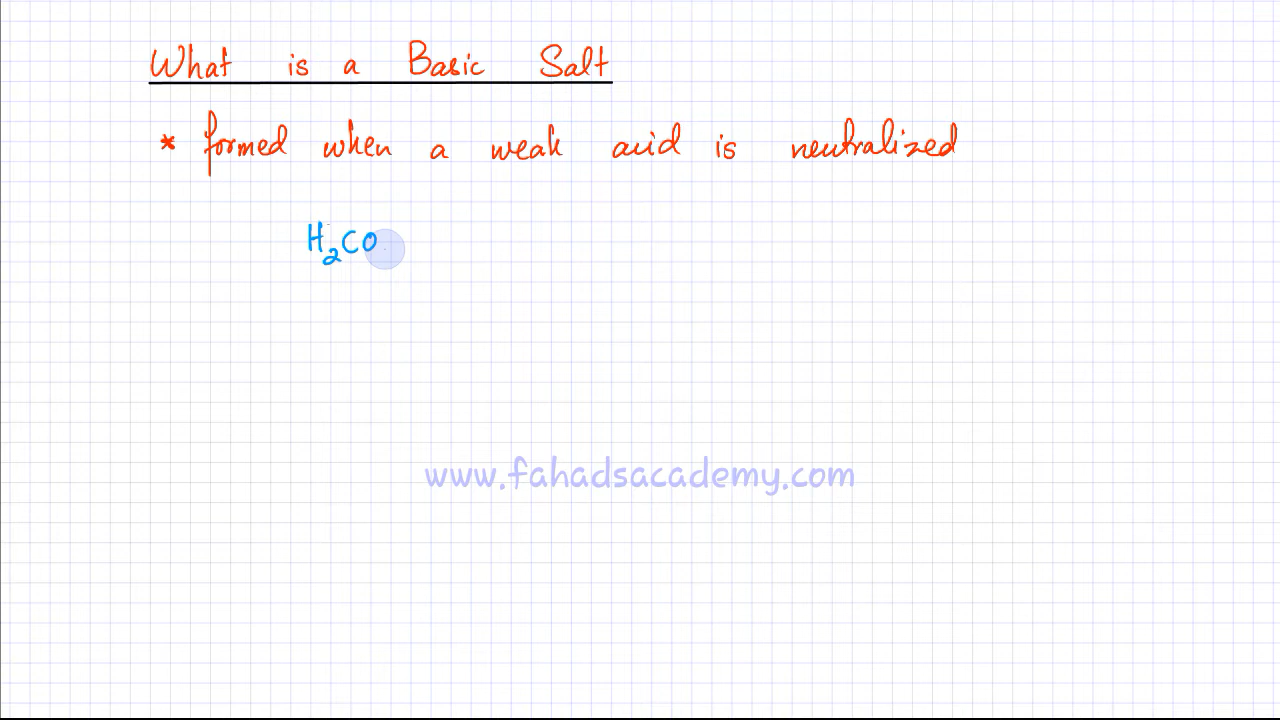 What is a Basic Salt
* formed when a weak acid is neutralized
H₂CO
www.fahadsacademy.com